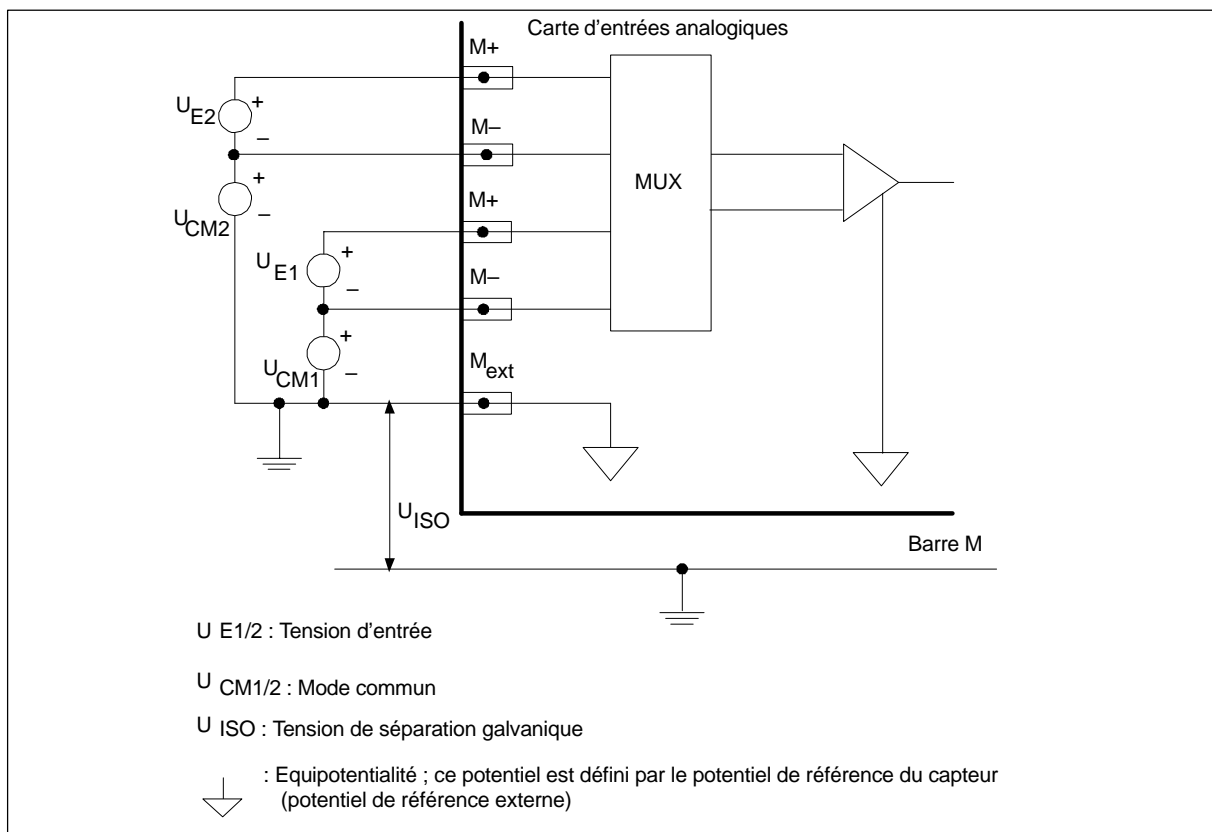 Carte d'entrées analogiques
M+
U E2
+
–
M–
U CM2
+
–
MUX
M+
U E1
+
–
M–
U CM1
+
–
M ext
U ISO
Barre M
U E1/2 : Tension d'entrée
U CM1/2 : Mode commun
U ISO : Tension de séparation galvanique
: Equipotentialité ; ce potentiel est défini par le potentiel de référence du capteur
(potentiel de référence externe)